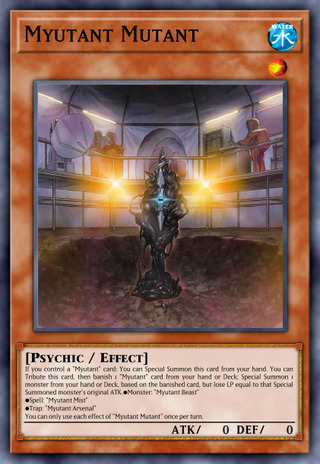 MYUTANT MUTANT
WATER
水
[PSYCHIC / EFFECT]
If you control a "Myutant" card: You can Special Summon this card from your hand. You can
Tribute this card, then banish 1 "Myutant" card from your hand or Deck; Special Summon 1
monster from your hand or Deck, based on the banished card, but lose LP equal to that Special
Summoned monster's original ATK.●Monster: "Myutant Beast"
●Spell: "Myutant Mist"
●Trap: "Myutant Arsenal"
You can only use each effect of "Myutant Mutant" once per turn.
ATK/ 0 DEF/ 0